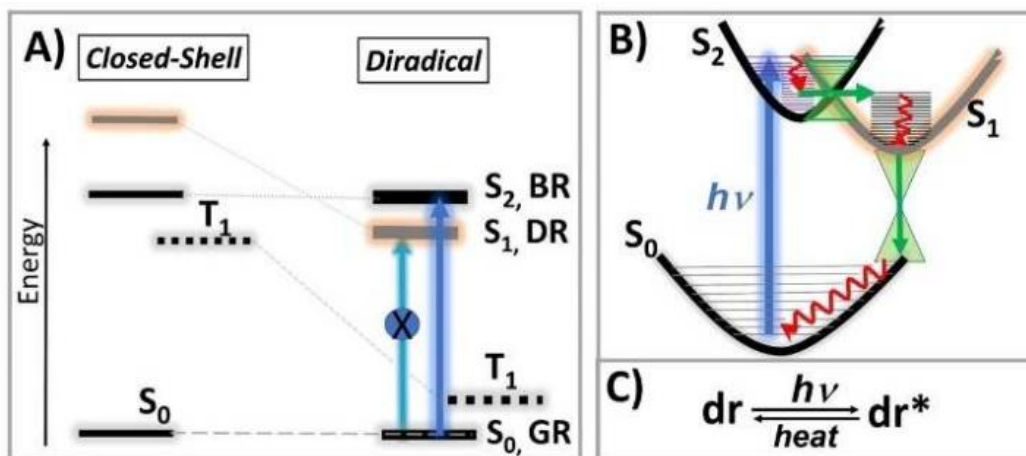 A)
Closed-Shell
Diradical
Energy
T₁
S₀
S₂, BR
S₁, DR
X
T₁
S₀, GR
B)
S₂
S₁
hν
S₀
C)
dr hν dr*
heat